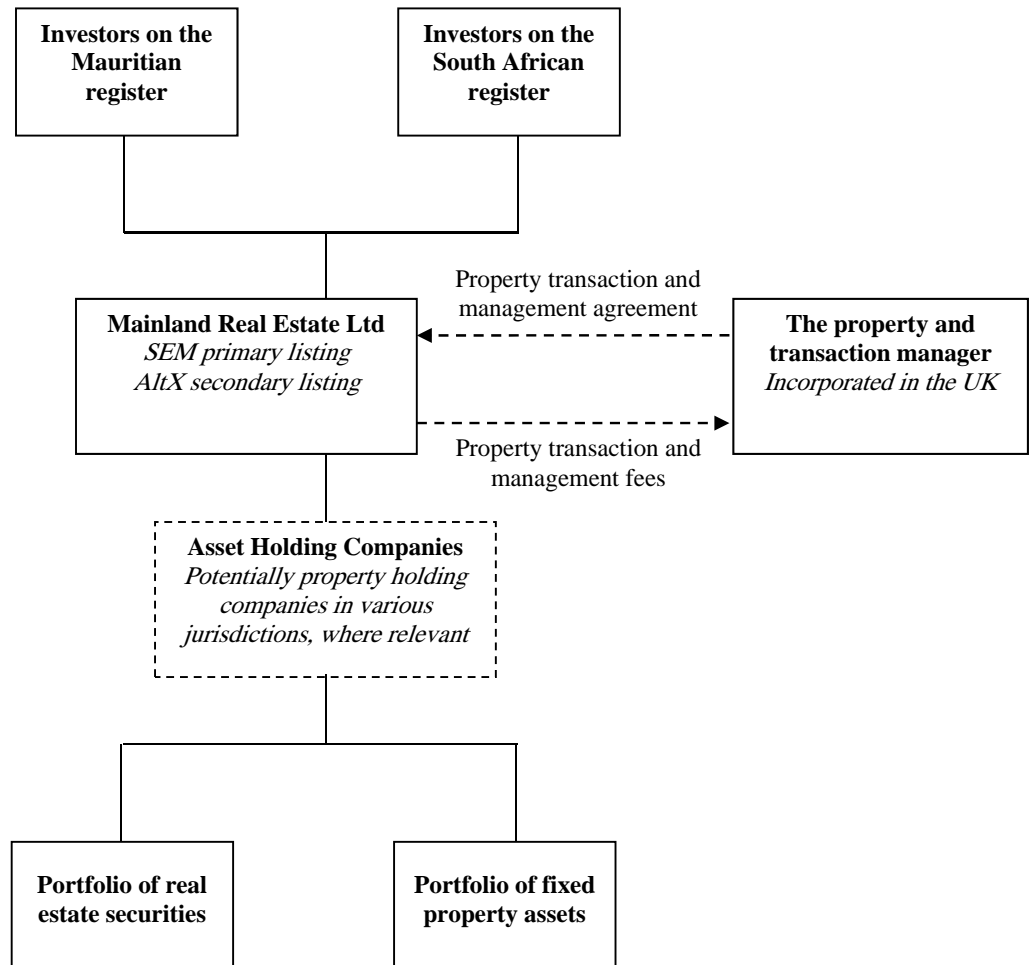 Investors on the
Mauritian
register
Investors on the
South African
register
Mainland Real Estate Ltd
SEM primary listing
AltX secondary listing
Property transaction and
management agreement
The property and
transaction manager
Incorporated in the UK
Property transaction and
management fees
Asset Holding Companies
Potentially property holding
companies in various
jurisdictions, where relevant
Portfolio of real
estate securities
Portfolio of fixed
property assets